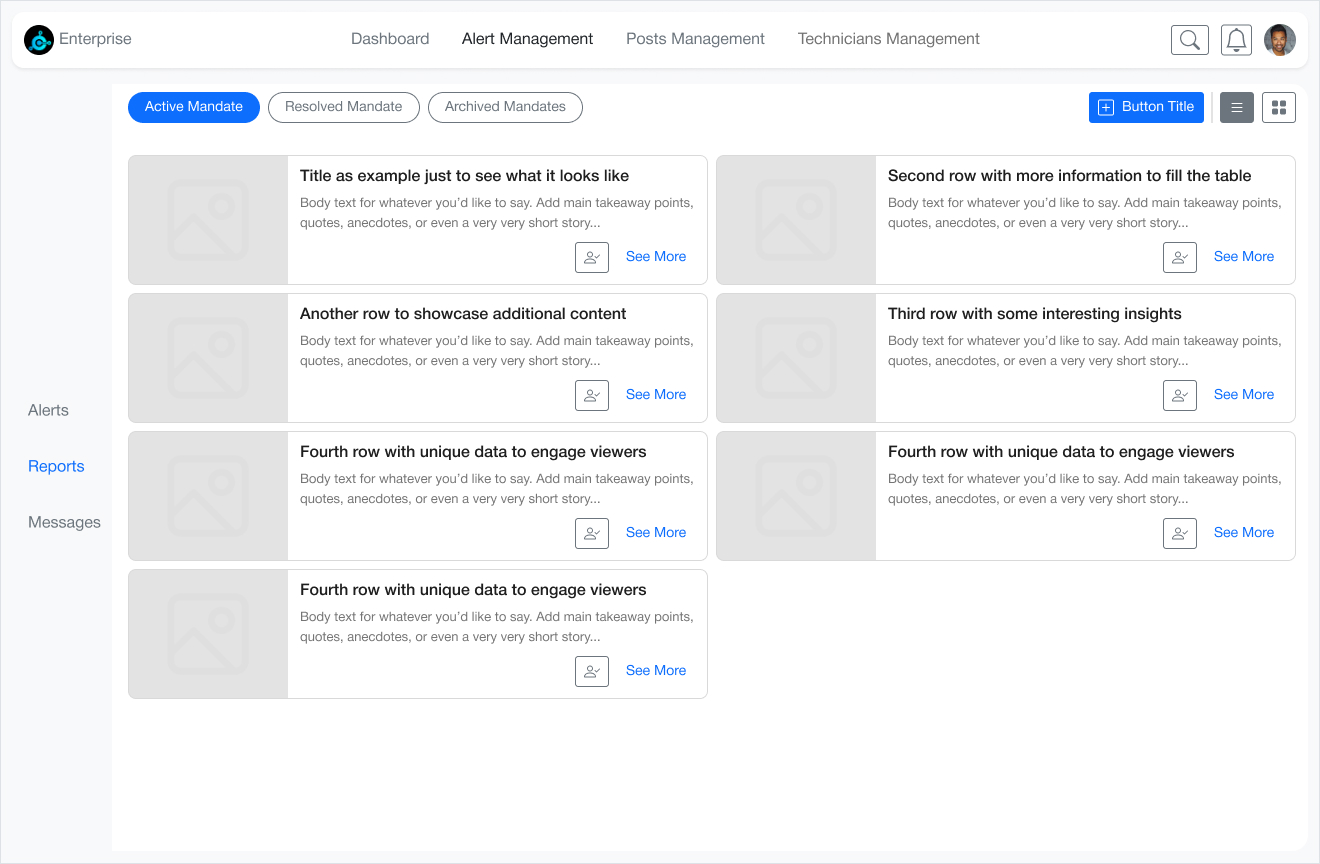 Enterprise
Dashboard
Alert Management
Posts Management
Technicians Management
Active Mandate
Resolved Mandate
Archived Mandates
Button Title
Alerts
Reports
Messages
Title as example just to see what it looks like
Body text for whatever you’d like to say. Add main takeaway points,
quotes, anecdotes, or even a very very short story...
See More
Second row with more information to fill the table
Body text for whatever you’d like to say. Add main takeaway points,
quotes, anecdotes, or even a very very short story...
See More
Another row to showcase additional content
Body text for whatever you’d like to say. Add main takeaway points,
quotes, anecdotes, or even a very very short story...
See More
Third row with some interesting insights
Body text for whatever you’d like to say. Add main takeaway points,
quotes, anecdotes, or even a very very short story...
See More
Fourth row with unique data to engage viewers
Body text for whatever you’d like to say. Add main takeaway points,
quotes, anecdotes, or even a very very short story...
See More
Fourth row with unique data to engage viewers
Body text for whatever you’d like to say. Add main takeaway points,
quotes, anecdotes, or even a very very short story...
See More
Fourth row with unique data to engage viewers
Body text for whatever you’d like to say. Add main takeaway points,
quotes, anecdotes, or even a very very short story...
See More